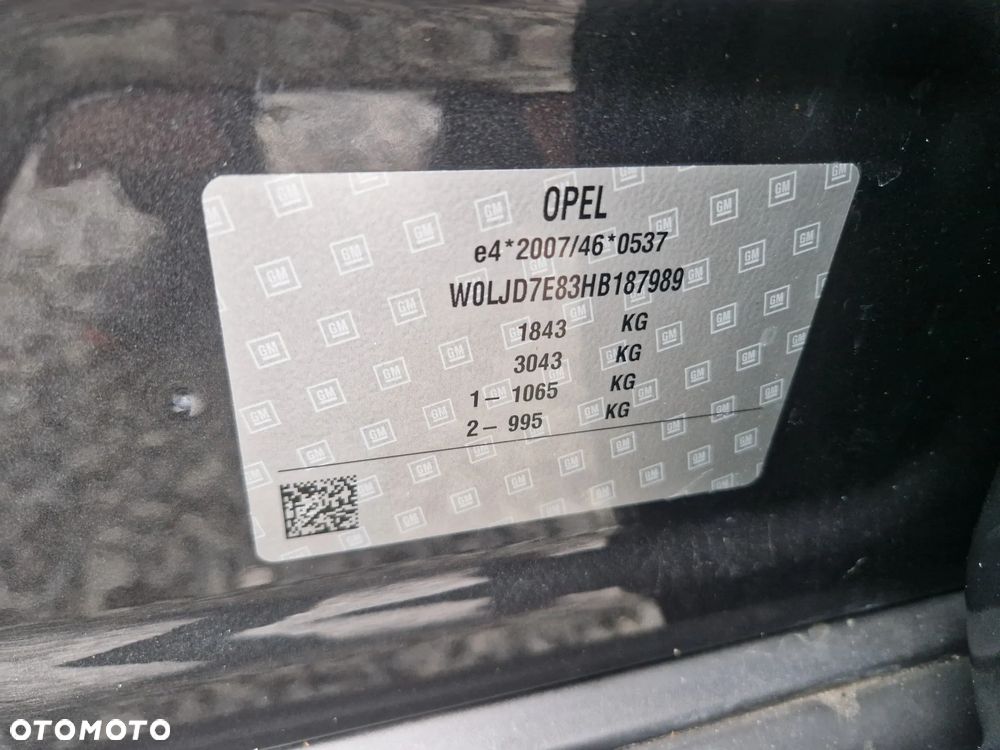 OPEL
e4*2007/46*0537
W0LJD7E83HB187989
1843 KG
3043 KG
1– 1065 KG
2– 995 KG
OTOMOTO